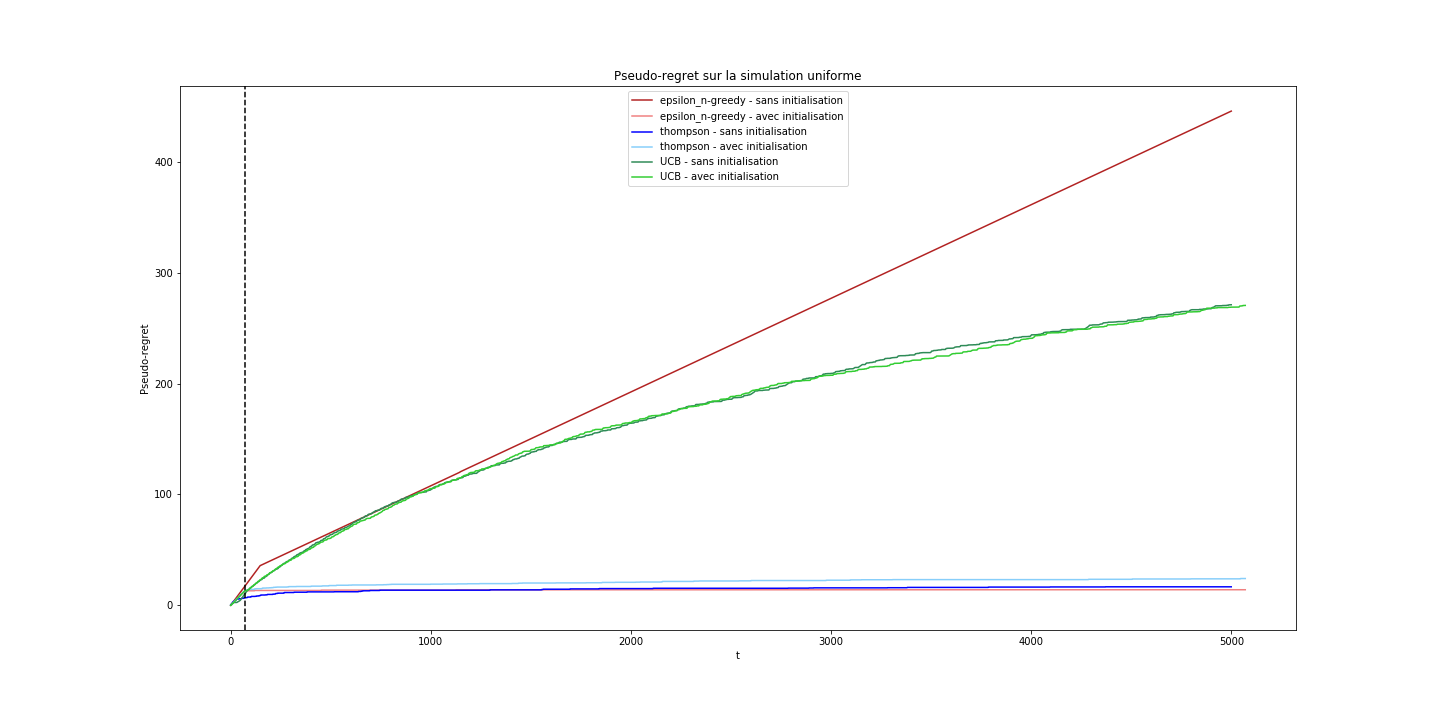 Pseudo-regret sur la simulation uniforme
epsilon_n-greedy - sans initialisation
epsilon_n-greedy - avec initialisation
thompson - sans initialisation
thompson - avec initialisation
UCB - sans initialisation
UCB - avec initialisation
Pseudo-regret
400
300
200
100
0
0 1000 2000 3000 4000 5000
t